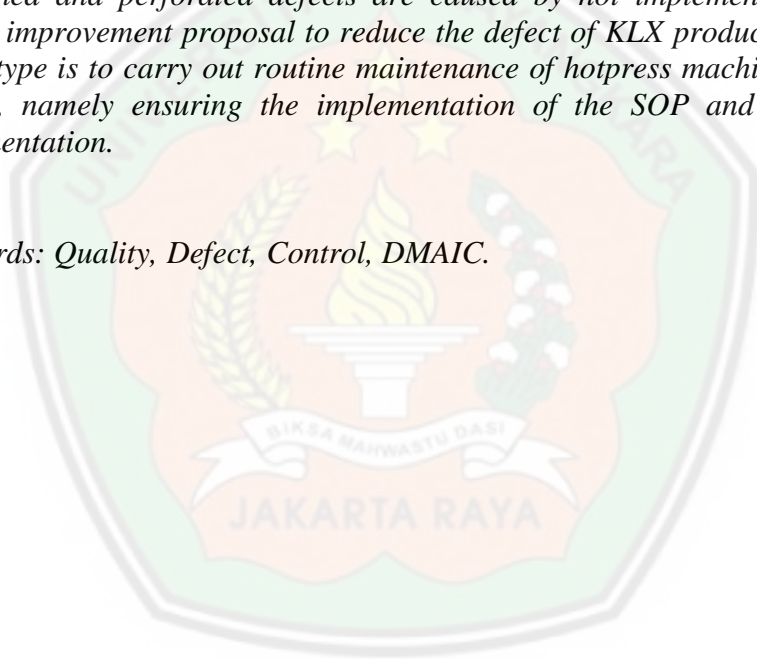 and perforated defects are caused by not implemen
improvement proposal to reduce the defect of KLX produc
type is to carry out routine maintenance of hotpress machi
, namely ensuring the implementation of the SOP and
entation.
rds: Quality, Defect, Control, DMAIC.
BIKSA MAHWASTU DASI
JAKARTA RAYA